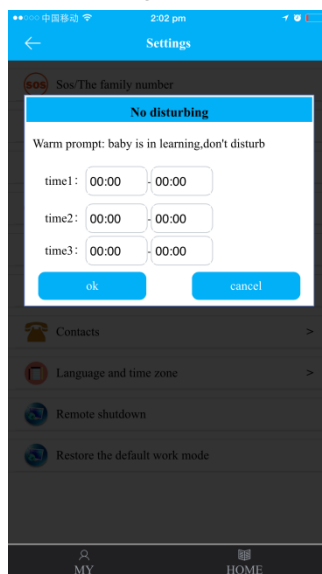 中国移动 2:02 pm
Settings
SOS Sos/The family number
No disturbing
Warm prompt: baby is in learning,don't disturb
time1: 00:00 - 00:00
time2: 00:00 - 00:00
time3: 00:00 - 00:00
ok cancel
Contacts >
Language and time zone >
Remote shutdown
Restore the default work mode
MY HOME